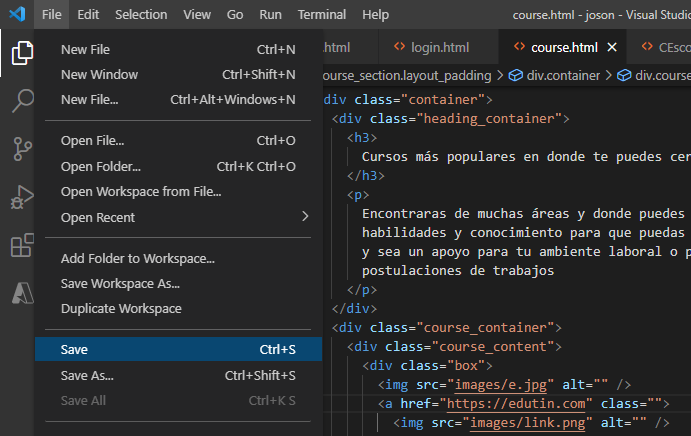 File Edit Selection View Go Run Terminal Help course.html - joson - Visual Studi
New File Ctrl+N
New Window Ctrl+Shift+N
New File... Ctrl+Alt+Windows+N
Open File... Ctrl+O
Open Folder... Ctrl+K Ctrl+O
Open Workspace from File...
Open Recent
Add Folder to Workspace...
Save Workspace As...
Duplicate Workspace
Save Ctrl+S
Save As... Ctrl+Shift+S
Save All Ctrl+K S
.html login.html course.html CEsco
ourse_section.layout_padding > div.container > div.course
div class="container">
<div class="heading_container">
<h3>
Cursos más populares en donde te puedes cer
</h3>
<p>
Encontraras de muchas áreas y donde puedes
habilidades y conocimiento para que puedas
y sea un apoyo para tu ambiente laboral o p
postulaciones de trabajos
</p>
</div>
<div class="course_container">
<div class="course_content">
<div class="box">
<img src="images/e.jpg" alt="" />
<a href="https://edutin.com" class="">
<img src="images/link.png" alt="" />